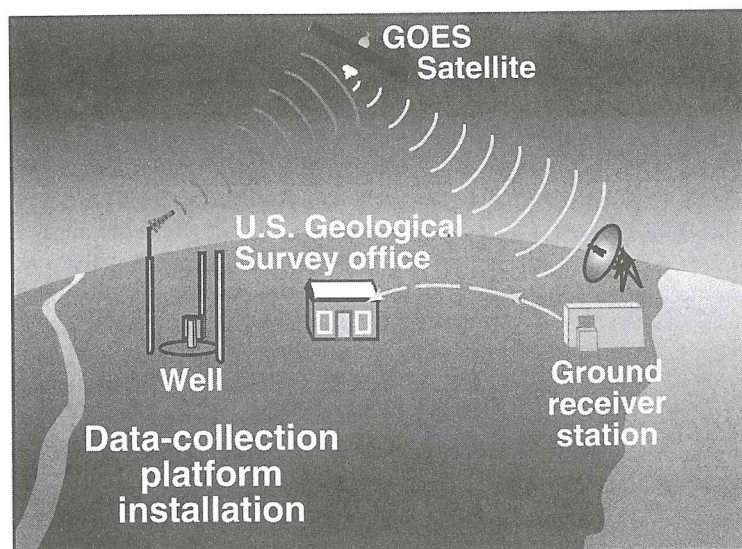 GOES
Satellite
U.S. Geological
Survey office
Well
Ground
receiver
station
Data-collection
platform
installation